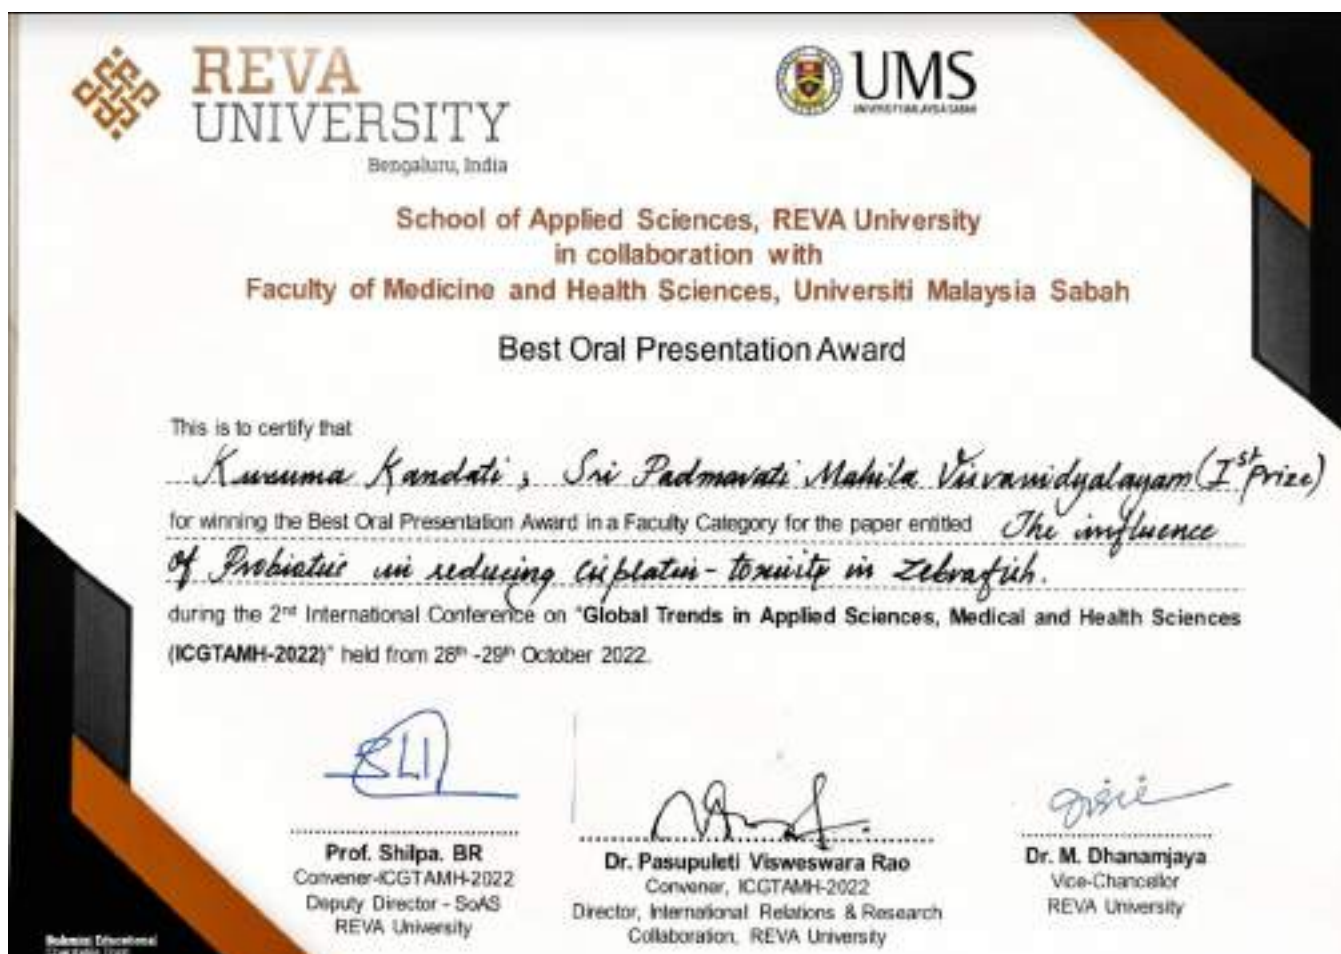 REVA
UNIVERSITY
Bengaluru, India
UMS
UNIVERSITI MALAYSIA SABAH
School of Applied Sciences, REVA University
in collaboration with
Faculty of Medicine and Health Sciences, Universiti Malaysia Sabah
Best Oral Presentation Award
This is to certify that
Kusuma Kandati, Sri Padmavati Mahila Visvavidyalayam (Ist Prize)
for winning the Best Oral Presentation Award in a Faculty Category for the paper entitled The influence
of Probiotic in reducing cisplatin-toxicity in Zebrafish.
during the 2nd International Conference on "Global Trends in Applied Sciences, Medical and Health Sciences
(ICGTAMH-2022)" held from 28th -29th October 2022.
Prof. Shilpa. BR
Convener-ICGTAMH-2022
Deputy Director - SoAS
REVA University
Dr. Pasupuleti Visweswara Rao
Convener, ICGTAMH-2022
Director, International Relations & Research
Collaboration, REVA University
Dr. M. Dhanamjaya
Vice-Chancellor
REVA University
Rukmini Educational